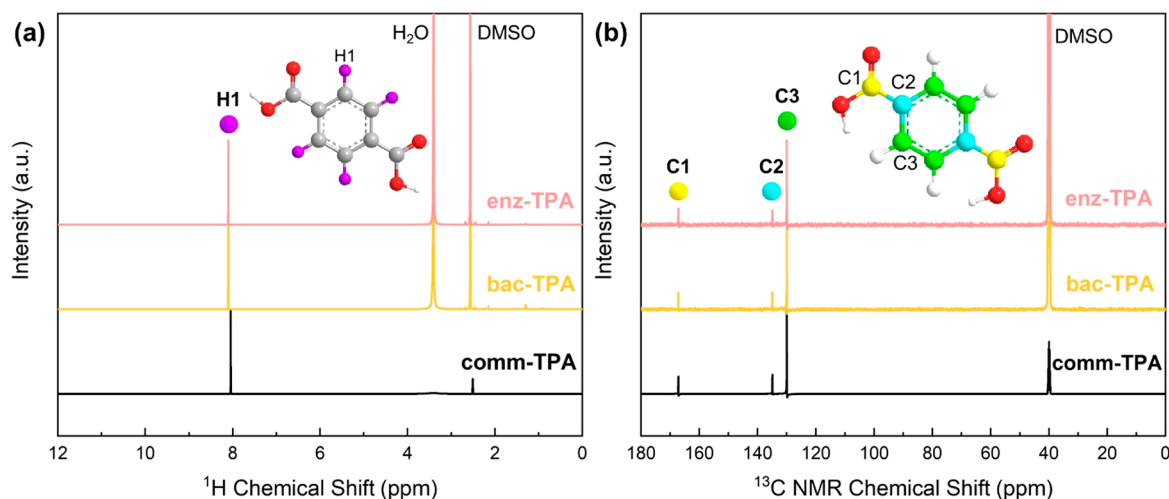 (a)
H₂O
DMSO
H1
H1
enz-TPA
bac-TPA
comm-TPA
Intensity (a.u.)
12 10 8 6 4 2 0
¹H Chemical Shift (ppm)
(b)
DMSO
C1
C2
C3
C3
C1
C2
enz-TPA
bac-TPA
comm-TPA
Intensity (a.u.)
180 160 140 120 100 80 60 40 20 0
¹³C NMR Chemical Shift (ppm)